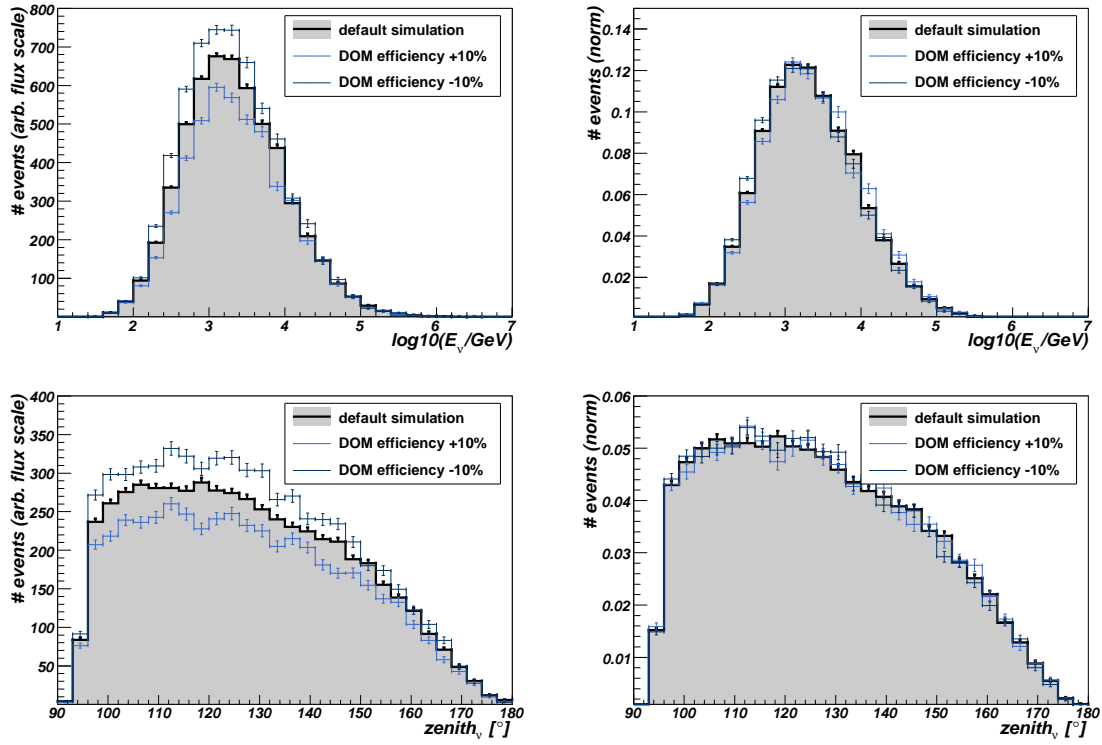 # events (arb. flux scale)
800
700
600
500
400
300
200
100
1 2 3 4 5 6 7
log10(E_ν/GeV)
default simulation
DOM efficiency +10%
DOM efficiency -10%
# events (norm)
0.14
0.12
0.1
0.08
0.06
0.04
0.02
1 2 3 4 5 6 7
log10(E_ν/GeV)
default simulation
DOM efficiency +10%
DOM efficiency -10%
# events (arb. flux scale)
400
350
300
250
200
150
100
50
90 100 110 120 130 140 150 160 170 180
zenith_ν [°]
default simulation
DOM efficiency +10%
DOM efficiency -10%
# events (norm)
0.06
0.05
0.04
0.03
0.02
0.01
90 100 110 120 130 140 150 160 170 180
zenith_ν [°]
default simulation
DOM efficiency +10%
DOM efficiency -10%